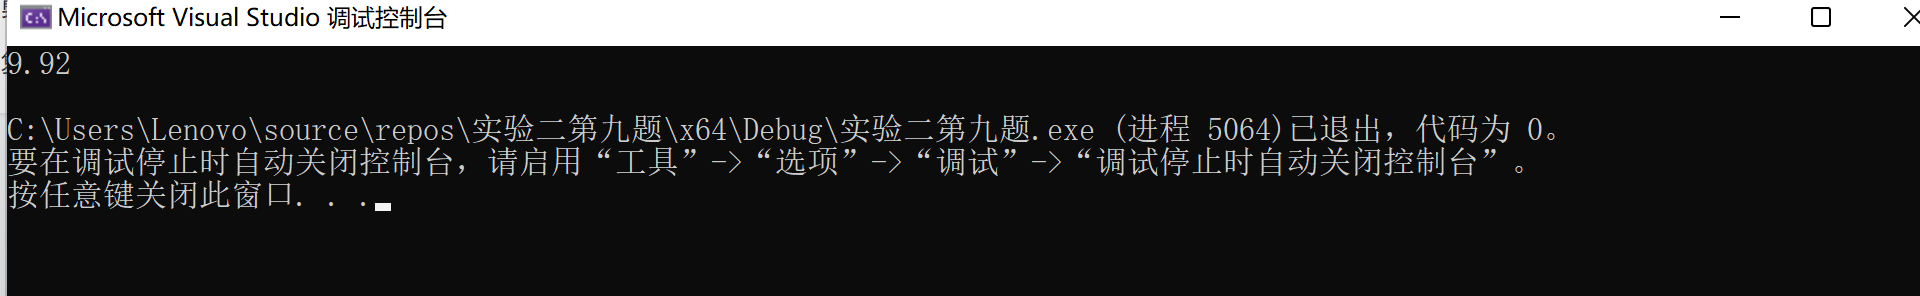 Microsoft Visual Studio 调试控制台
9.92
C:\Users\Lenovo\source\repos\实验二第九题\x64\Debug\实验二第九题.exe (进程 5064)已退出，代码为 0。
要在调试停止时自动关闭控制台，请启用“工具”->“选项”->“调试”->“调试停止时自动关闭控制台”。
按任意键关闭此窗口. . .